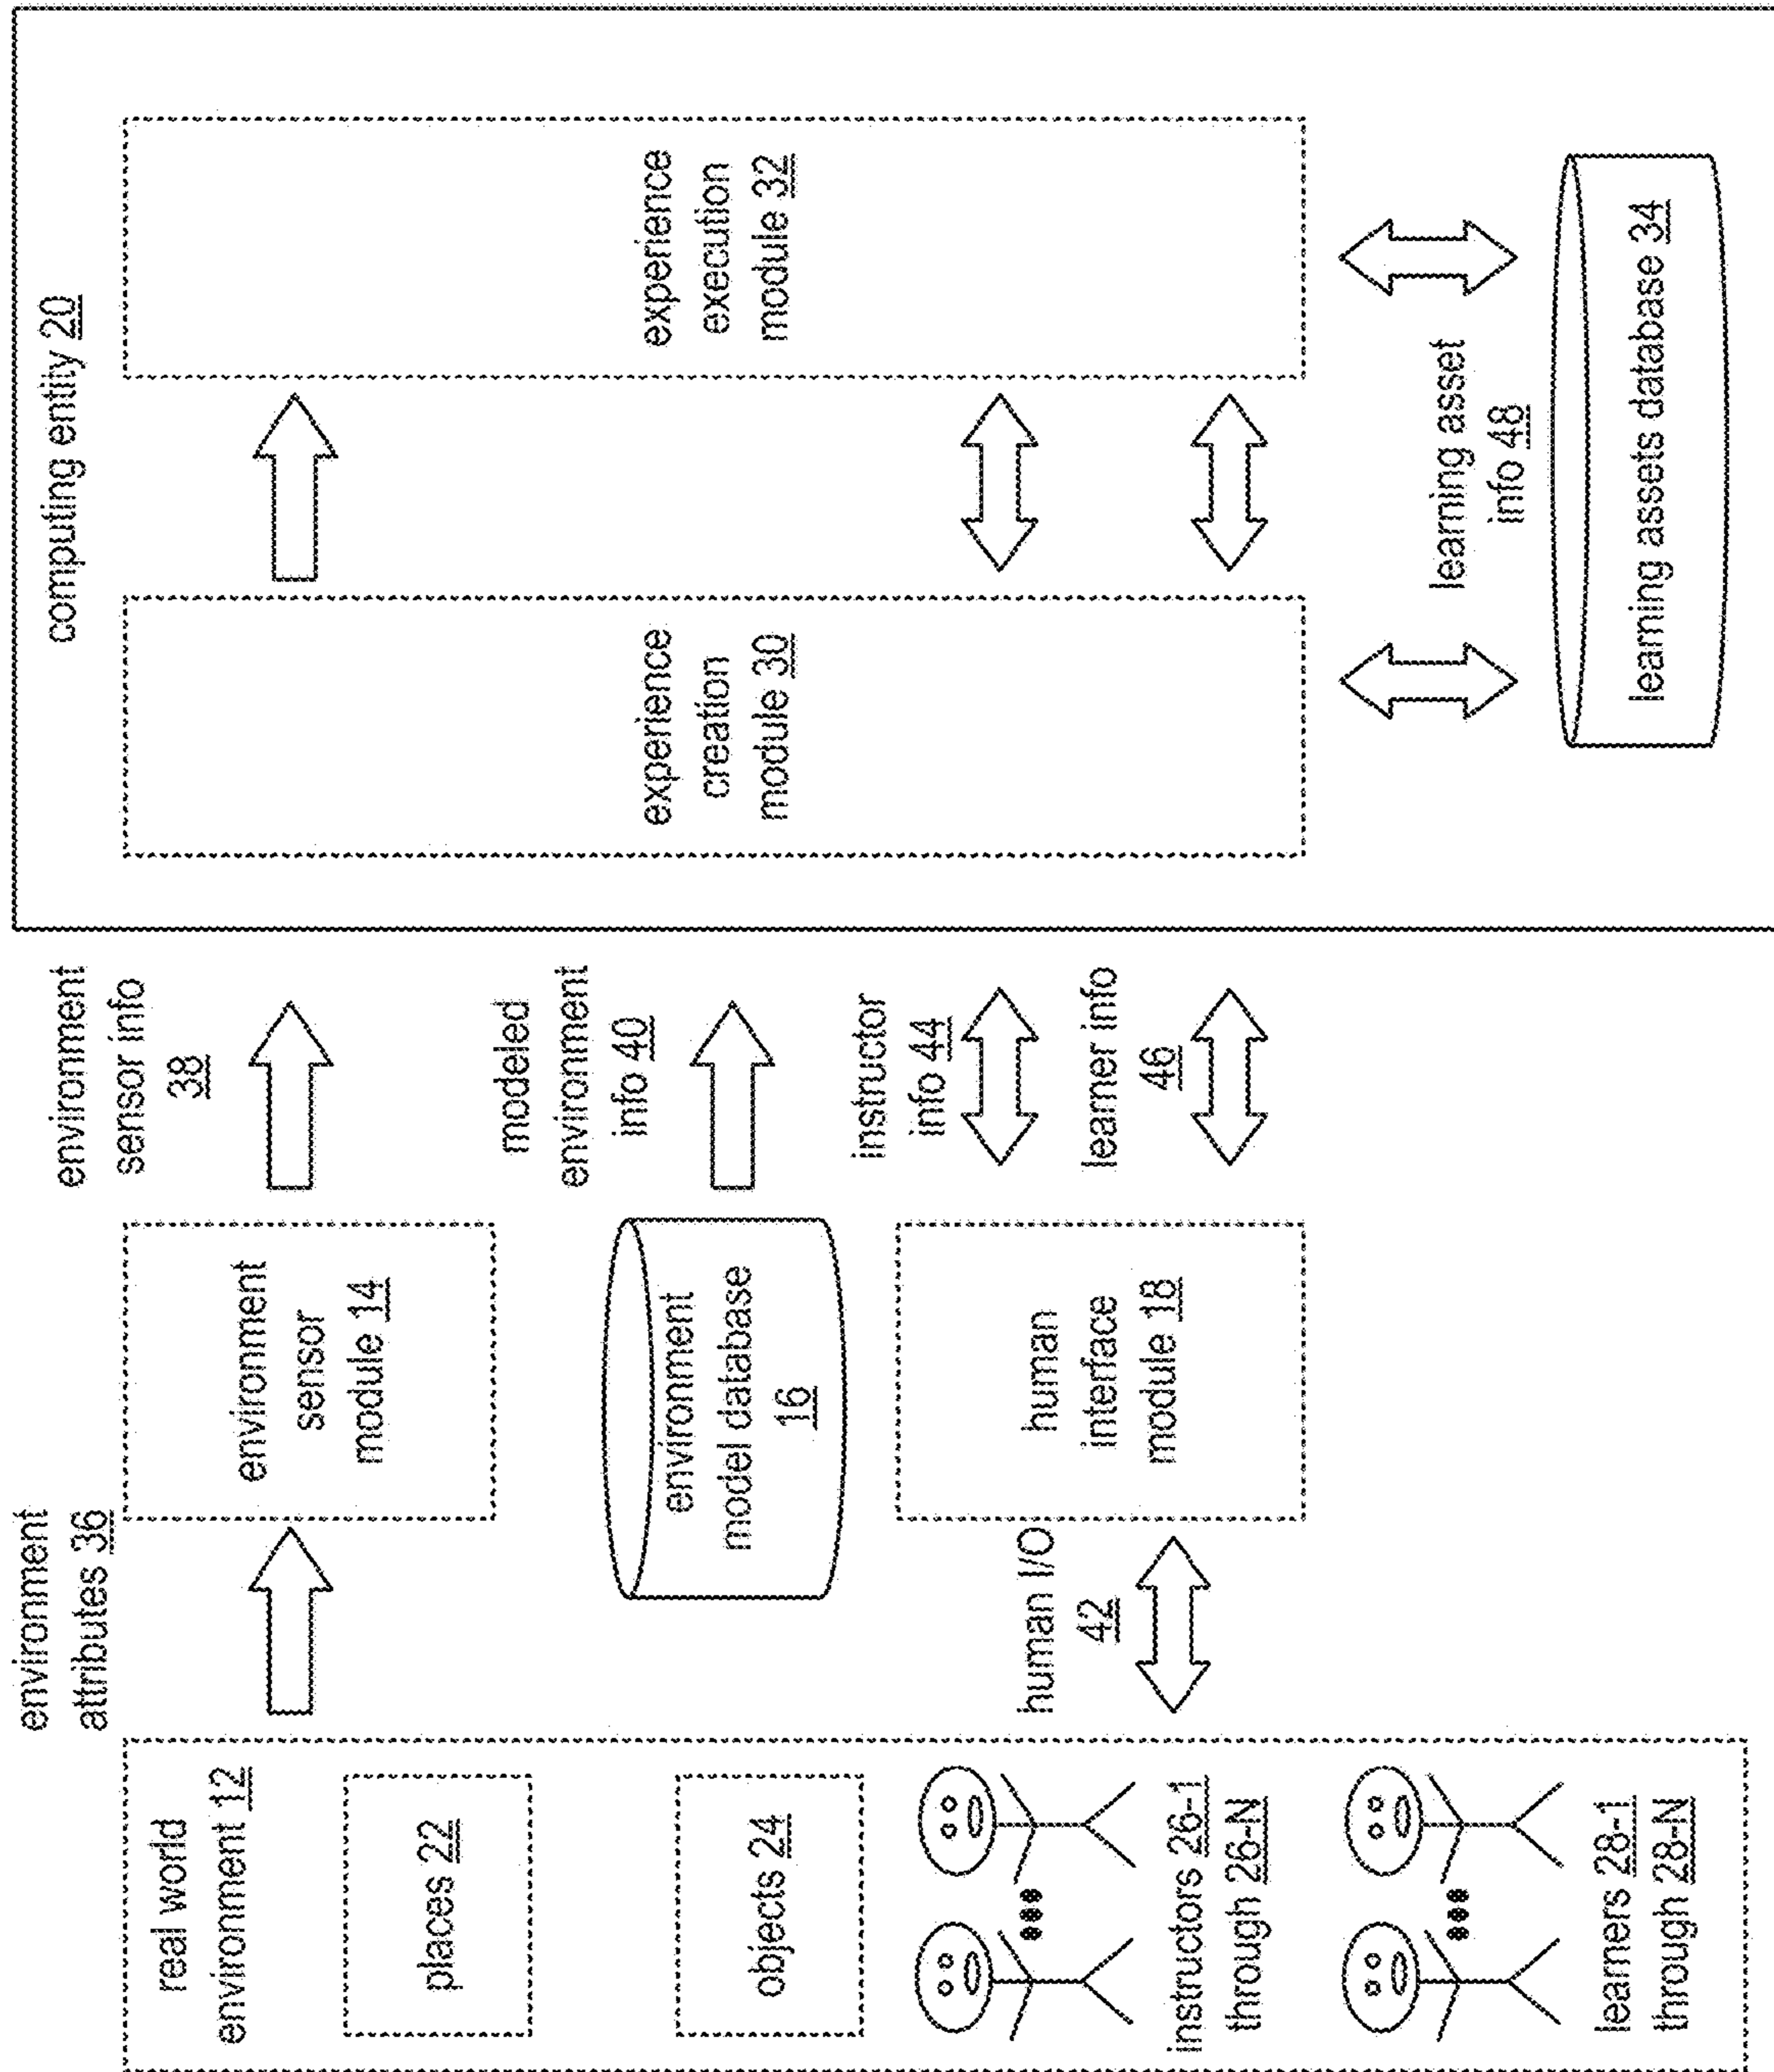 real world
environment 12
places 22
objects 24
instructors 26-1
through 26-N
learners 28-1
through 28-N
environment
attributes 36
human I/O
42
environment
sensor
module 14
environment
model database
16
human
interface
module 18
environment
sensor info
38
modeled
environment
info 40
instructor
info 44
learner info
46
computing entity 20
experience
creation
module 30
experience
execution
module 32
learning asset
info 48
learning assets database 34